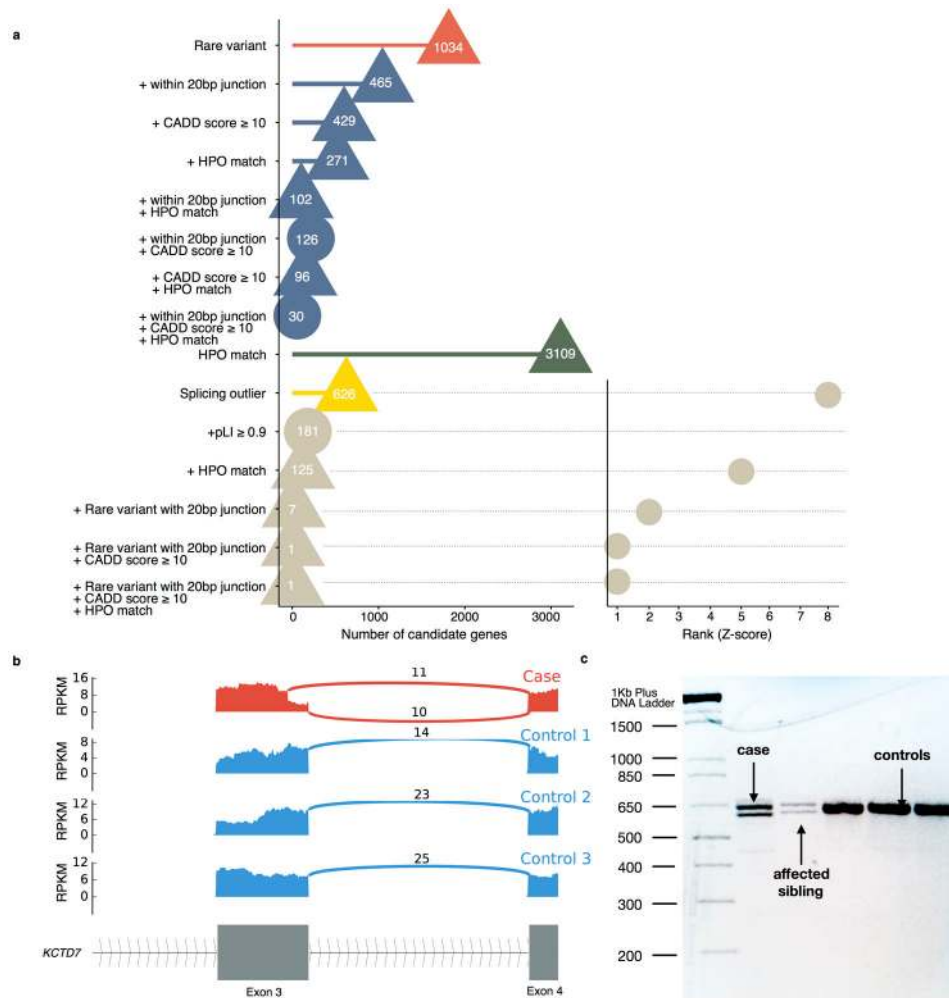 a
Rare variant
1034
+ within 20bp junction
465
+ CADD score ≥ 10
429
+ HPO match
271
+ within 20bp junction
+ HPO match
102
+ within 20bp junction
+ CADD score ≥ 10
126
+ CADD score ≥ 10
+ HPO match
96
+ within 20bp junction
+ CADD score ≥ 10
+ HPO match
30
HPO match
3109
Splicing outlier
626
+pLI ≥ 0.9
181
+ HPO match
125
+ Rare variant with 20bp junction
7
+ Rare variant with 20bp junction
+ CADD score ≥ 10
1
+ Rare variant with 20bp junction
+ CADD score ≥ 10
+ HPO match
1
0 1000 2000 3000
Number of candidate genes
1 2 3 4 5 6 7 8
Rank (Z-score)
b
RPKM
16
8
0
11
10
Case
RPKM
8
4
0
14
Control 1
RPKM
12
6
0
23
Control 2
RPKM
12
6
0
25
Control 3
KCTD7
Exon 3
Exon 4
c
1Kb Plus
DNA Ladder
1500
1000
850
650
500
400
300
200
case
controls
affected
sibling